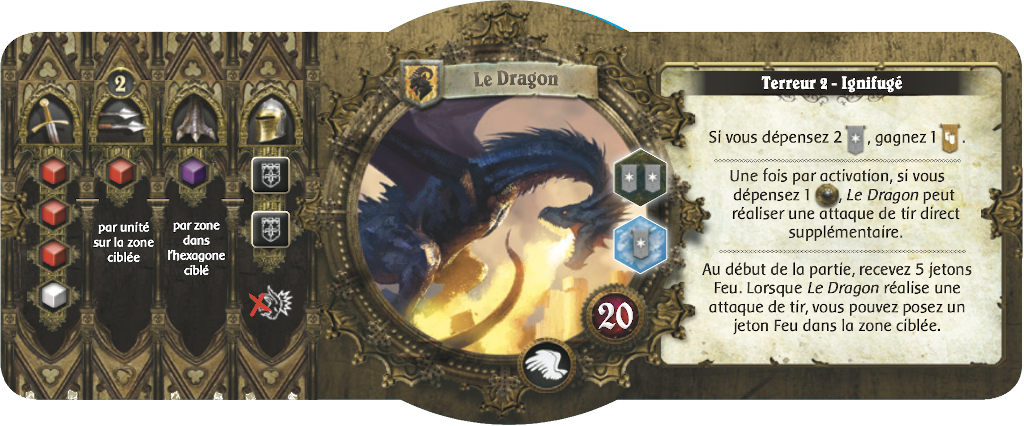 Le Dragon
2
par unité
sur la zone
ciblée
par zone
dans
l'hexagone
ciblé
20
Terreur 2 - Ignifugé
Si vous dépensez 2 , gagnez 1 .
Une fois par activation, si vous
dépensez 1 , Le Dragon peut
réaliser une attaque de tir direct
supplémentaire.
Au début de la partie, recevez 5 jetons
Feu. Lorsque Le Dragon réalise une
attaque de tir, vous pouvez posez un
jeton Feu dans la zone ciblée.